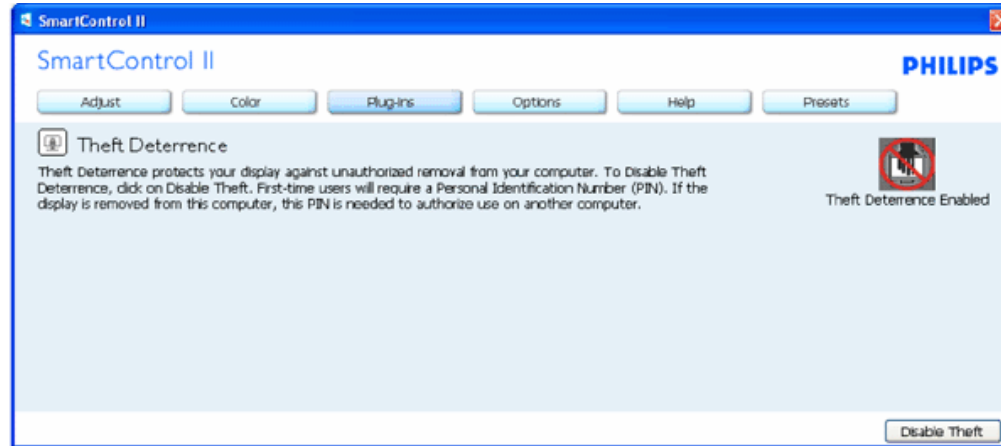 SmartControl II
SmartControl II
PHILIPS
Adjust
Color
Plug-Ins
Options
Help
Presets
Theft Deterrence
Theft Deterrence protects your display against unauthorized removal from your computer. To Disable Theft
Deterrence, click on Disable Theft. First-time users will require a Personal Identification Number (PIN). If the
display is removed from this computer, this PIN is needed to authorize use on another computer.
Theft Deterrence Enabled
Disable Theft